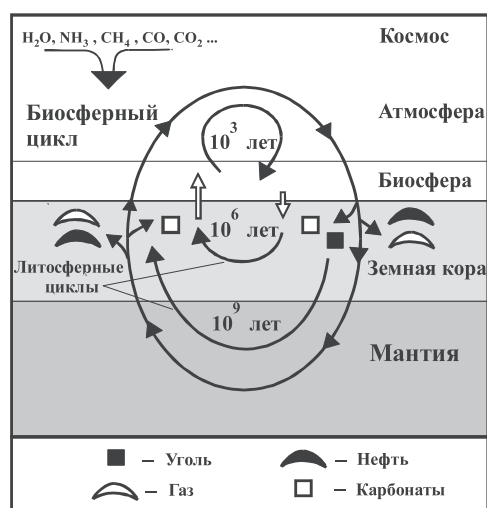 H₂O, NH₃ , CH₄ , CO, CO₂ ...
Космос
Биосферный
цикл
Атмосфера
10³ лет
Биосфера
10⁶ лет
Литосферные
циклы
Земная кора
10⁹ лет
Мантия
– Уголь
– Нефть
– Газ
– Карбонаты